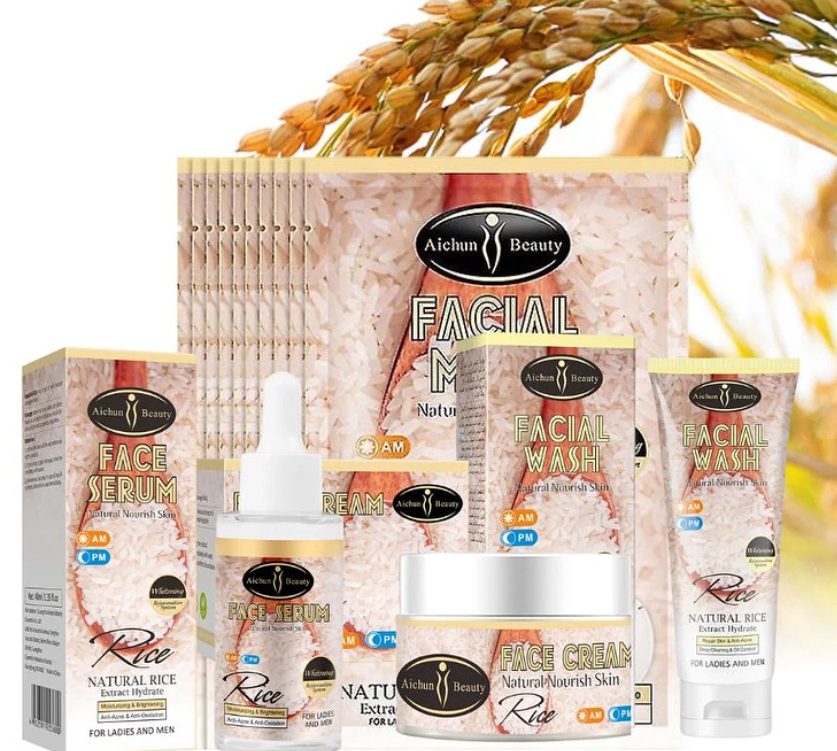 Aichun Beauty
FACIAL
Natur
AM
Aichun Beauty
FACE
SERUM
Natural Nourish Skin
AM
PM
Whitening
Rejuvenation
System
Rice
NATURAL RICE
Extract Hydrate
Moisturizing & Brightening
Anti-Acne & Anti-Oxidation
FOR LADIES AND MEN
REAM
Aichun Beauty
AM PM
NATU
Extra
FOR LA
Aichun Beauty
FACE SERUM
PM
Whitening
Rejuvenation
System
Rice
Moisturizing & Brightening
Anti-Acne & Anti-Oxidation
FOR LADIES
AND MEN
Aichun Beauty
FACIAL
WASH
Natural Nourish Skin
AM
PM
Aichun Beauty
FACE CREAM
Natural Nourish Skin
Rice
AM PM
Aichun Beauty
FACIAL
WASH
Natural Nourish Skin
AM
PM
Whitening
Rejuvenation
System
Rice
NATURAL RICE
Extract Hydrate
Repair Skin & Anti-Acne
Deep Cleansing & Oil Control
FOR LADIES AND MEN